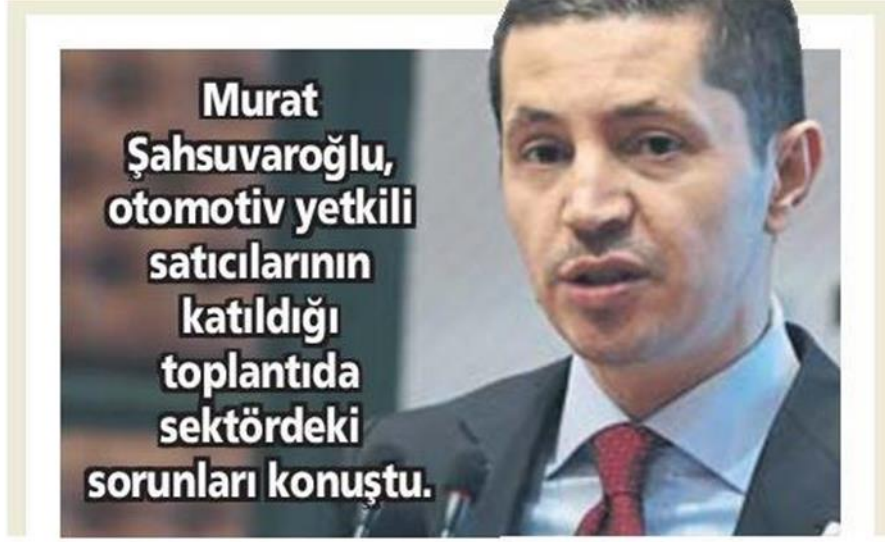 Murat
Şahsuvaroğlu,
otomotiv yetkili
satıcılarının
katıldığı
toplantıda
sektördeki
sorunları konuştu.